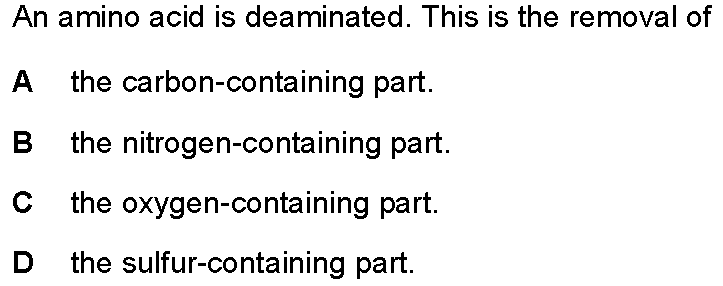 An amino acid is deaminated. This is the removal of
A the carbon-containing part.
B the nitrogen-containing part.
C the oxygen-containing part.
D the sulfur-containing part.